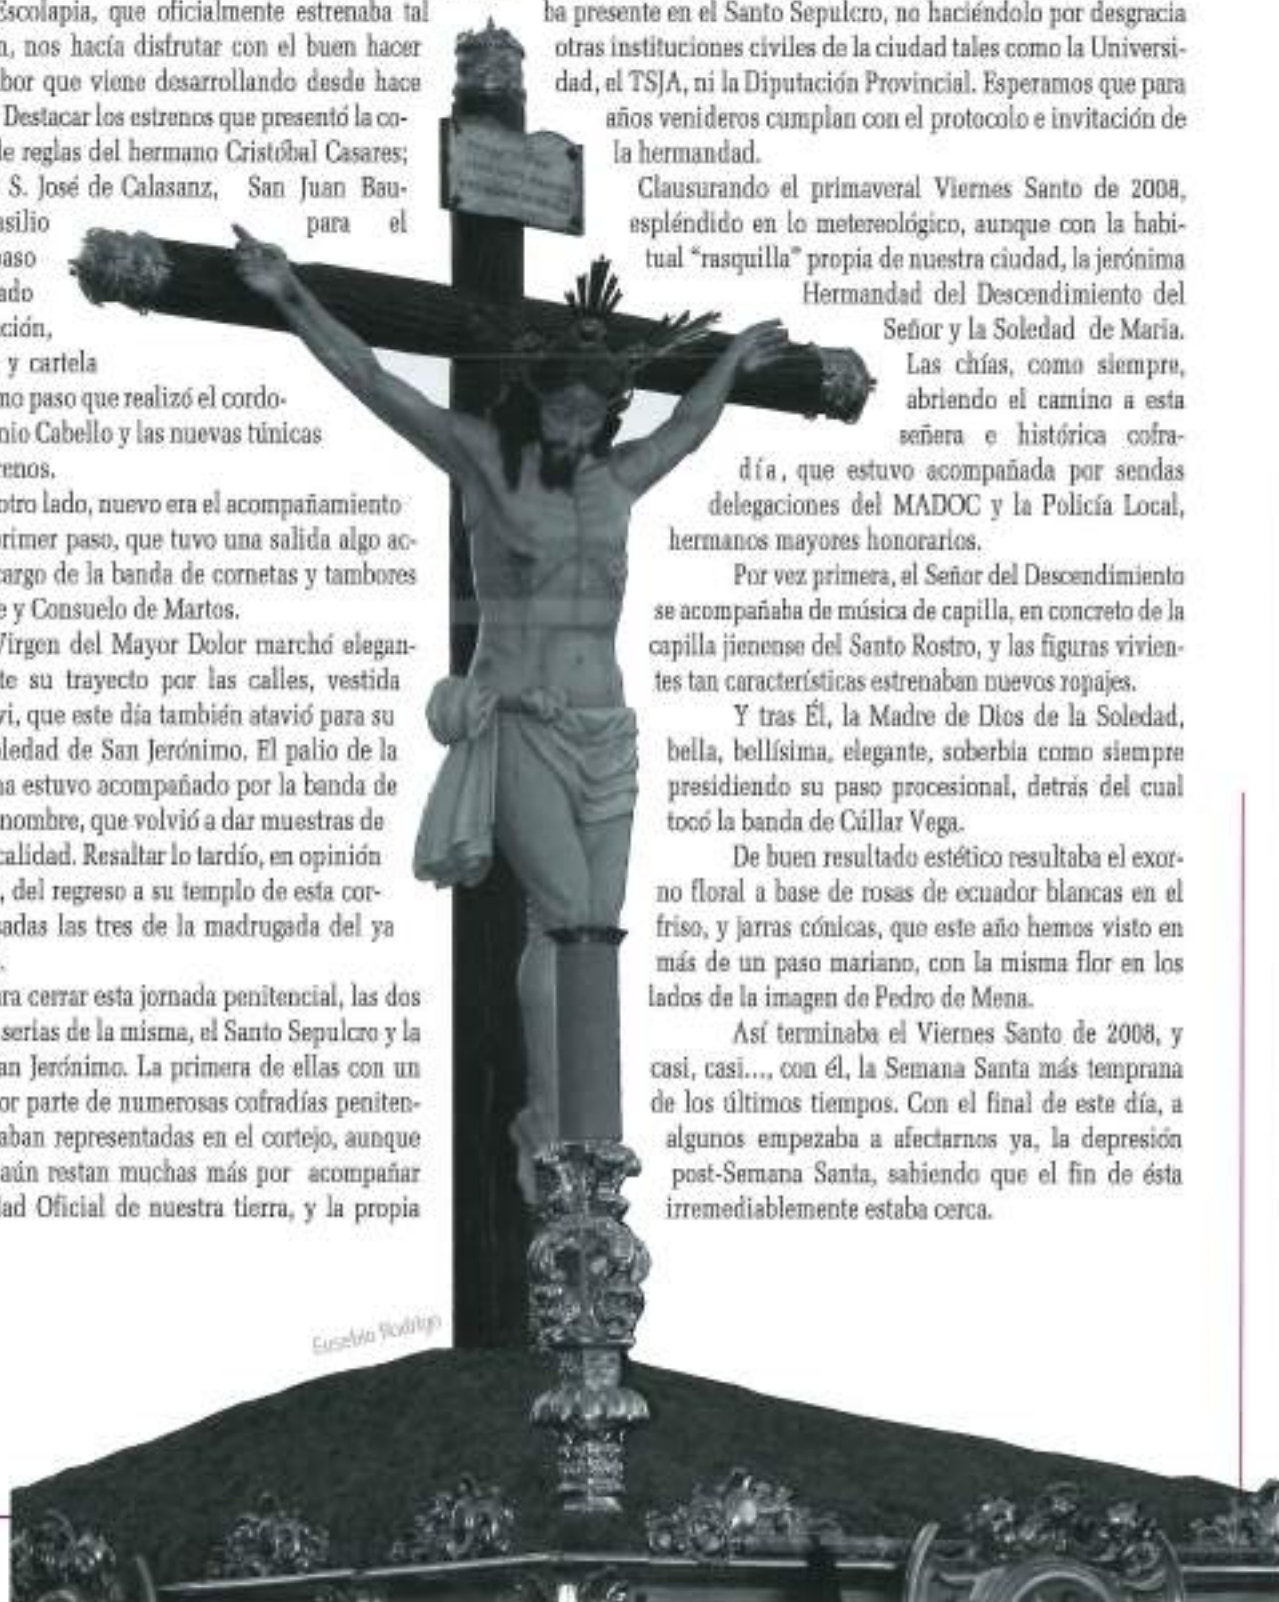 Escolapia, que oficialmente estrenaba tal
n, nos hacía disfrutar con el buen hacer
bor que viene desarrollando desde hace
Destacar los estrenos que presentó la co-
le reglas del hermano Cristóbal Casares;
S. José de Calasanz, San Juan Bau-
asilio para el
paso
ado
ción,
y cartela
mo paso que realizó el cordo-
nio Cabello y las nuevas túnicas
renos.
otro lado, nuevo era el acompañamiento
primer paso, que tuvo una salida algo ac-
cargo de la banda de cornetas y tambores
e y Consuelo de Martos.
Virgen del Mayor Dolor marchó elegan-
te su trayecto por las calles, vestida
vi, que este día también atavió para su
oledad de San Jerónimo. El palio de la
na estuvo acompañado por la banda de
nombre, que volvió a dar muestras de
calidad. Resaltar lo tardío, en opinión
, del regreso a su templo de esta cor-
sadas las tres de la madrugada del ya
.
ara cerrar esta jornada penitencial, las dos
serias de la misma, el Santo Sepulcro y la
an Jerónimo. La primera de ellas con un
or parte de numerosas cofradías peniten-
aban representadas en el cortejo, aunque
aún restan muchas más por acompañar
dad Oficial de nuestra tierra, y la propia
ba presente en el Santo Sepulcro, no haciéndolo por desgracia
otras instituciones civiles de la ciudad tales como la Universi-
dad, el TSJA, ni la Diputación Provincial. Esperamos que para
años venideros cumplan con el protocolo e invitación de
la hermandad.
Clausurando el primaveral Viernes Santo de 2008,
espléndido en lo metereológico, aunque con la habi-
tual “rasquilla” propia de nuestra ciudad, la jerónima
Hermandad del Descendimiento del
Señor y la Soledad de Maria.
Las chías, como siempre,
abriendo el camino a esta
señera e histórica cofra-
día, que estuvo acompañada por sendas
delegaciones del MADOC y la Policía Local,
hermanos mayores honorarios.
Por vez primera, el Señor del Descendimiento
se acompañaba de música de capilla, en concreto de la
capilla jienense del Santo Rostro, y las figuras vivien-
tes tan características estrenaban nuevos ropajes.
Y tras Él, la Madre de Dios de la Soledad,
bella, bellísima, elegante, soberbia como siempre
presidiendo su paso procesional, detrás del cual
tocó la banda de Cúllar Vega.
De buen resultado estético resultaba el exor-
no floral a base de rosas de ecuador blancas en el
friso, y jarras cónicas, que este año hemos visto en
más de un paso mariano, con la misma flor en los
lados de la imagen de Pedro de Mena.
Así terminaba el Viernes Santo de 2008, y
casi, casi..., con él, la Semana Santa más temprana
de los últimos tiempos. Con el final de este día, a
algunos empezaba a afectarnos ya, la depresión
post-Semana Santa, sabiendo que el fin de ésta
irremediablemente estaba cerca.
Eusebio Rodrigo